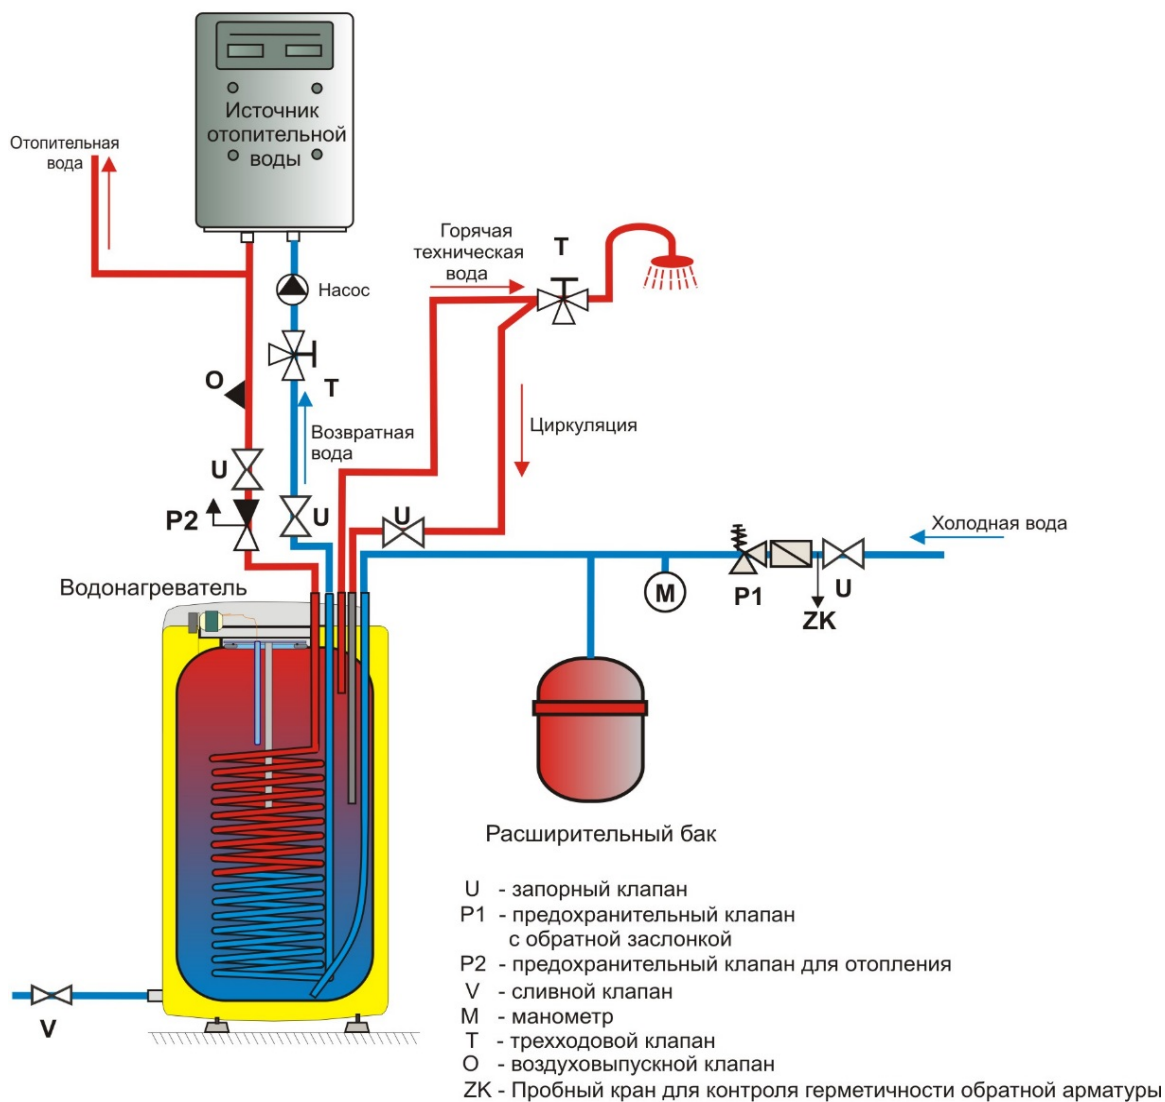 Источник
отопительной
воды
Отопительная
вода
Горячая
техническая
вода
T
Насос
O
T
Циркуляция
Возвратная
вода
U
P2
U
U
Холодная вода
Водонагреватель
M
P1
U
ZK
Расширительный бак
U - запорный клапан
P1 - предохранительный клапан
с обратной заслонкой
P2 - предохранительный клапан для отопления
V - сливной клапан
M - манометр
T - трехходовой клапан
O - воздуховыпускной клапан
ZK - Пробный кран для контроля герметичности обратной арматуры
V